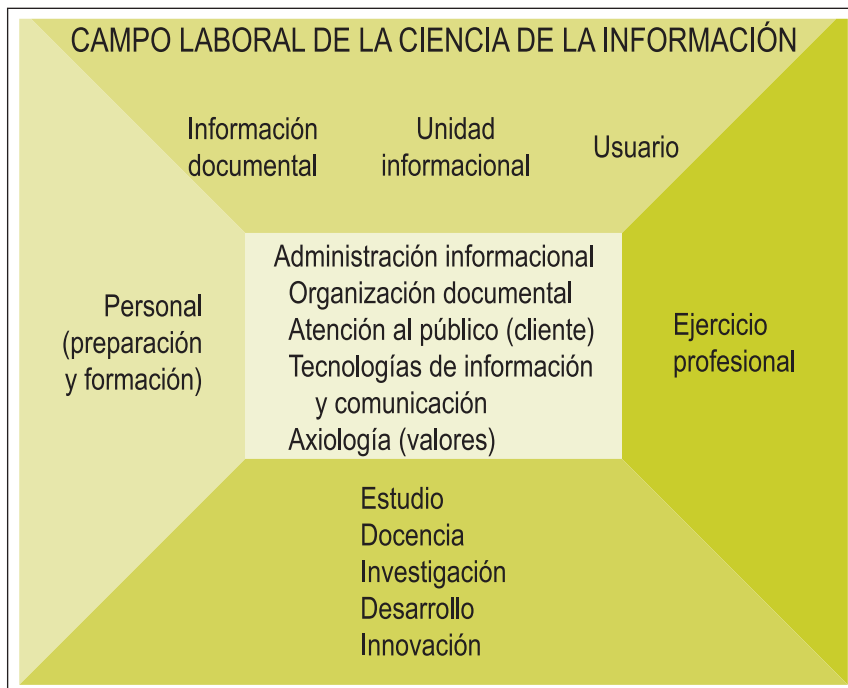 CAMPO LABORAL DE LA CIENCIA DE LA INFORMACIÓN
Información
documental
Unidad
informacional
Usuario
Personal
(preparación
y formación)
Administración informacional
Organización documental
Atención al público (cliente)
Tecnologías de información
y comunicación
Axiología (valores)
Ejercicio
profesional
Estudio
Docencia
Investigación
Desarrollo
Innovación